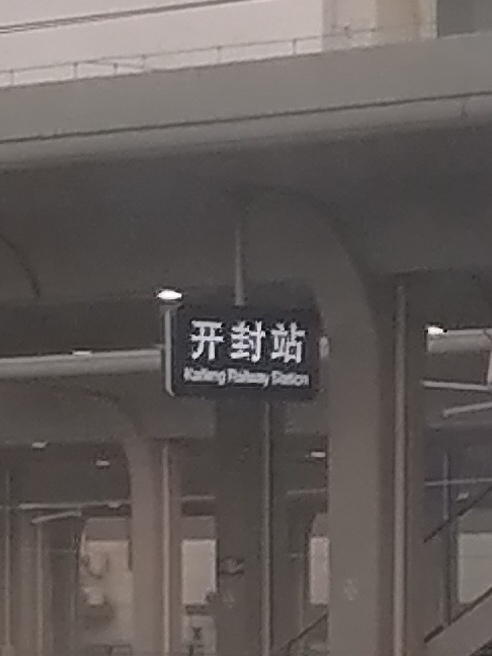 开封站
Kaifeng Railway Station